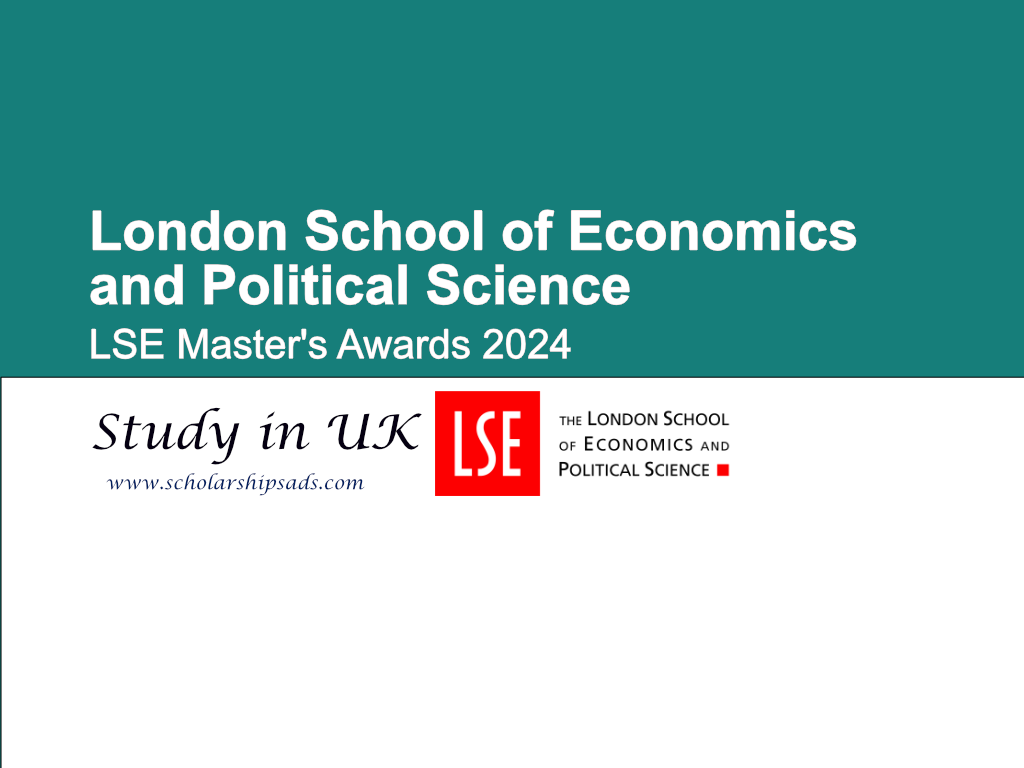 London School of Economics
and Political Science
LSE Master's Awards 2024
Study in UK
www.scholarshipsads.com
LSE
THE LONDON SCHOOL
OF ECONOMICS AND
POLITICAL SCIENCE